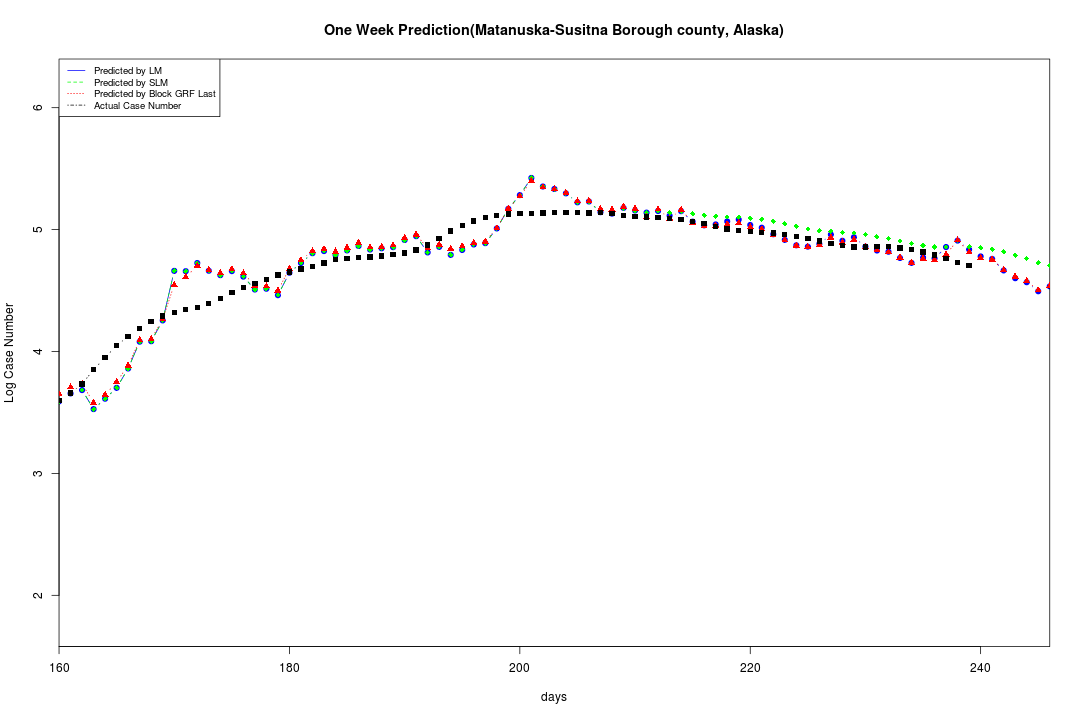 One Week Prediction(Matanuska-Susitna Borough county, Alaska)
Predicted by LM
Predicted by SLM
Predicted by Block GRF Last
Actual Case Number
6
5
4
3
2
Log Case Number
160
180
200
220
240
days